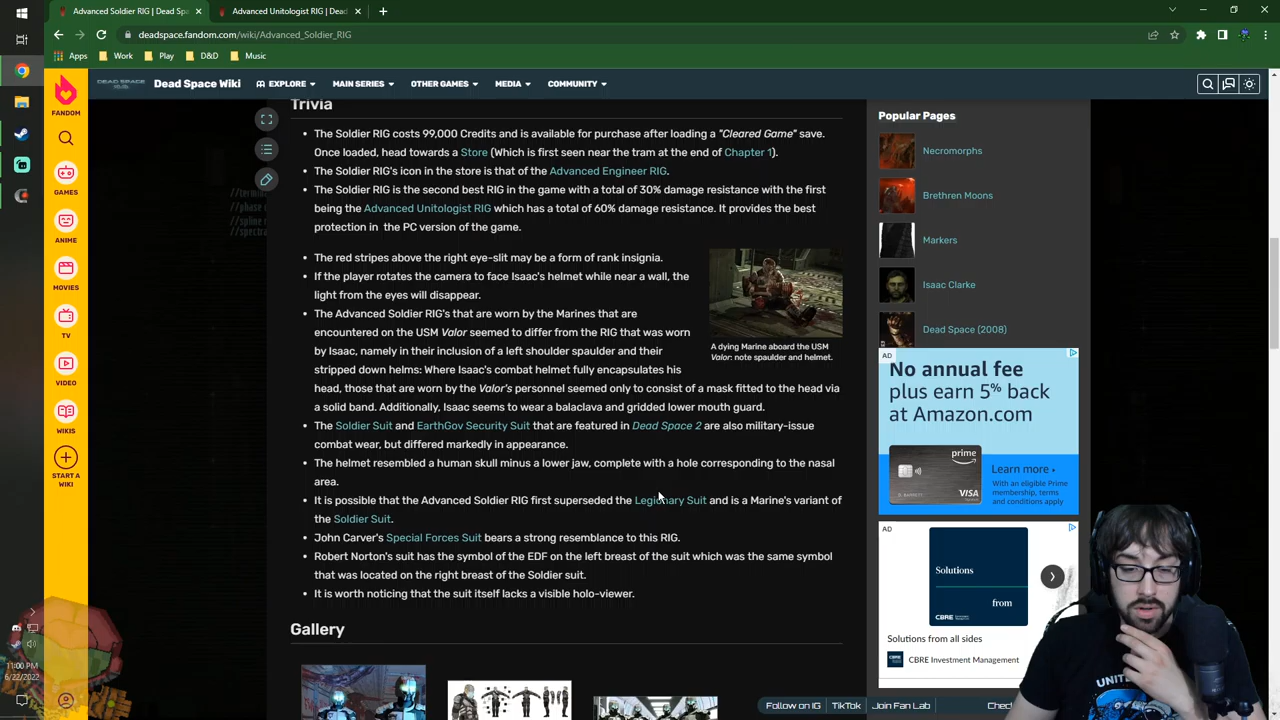 Advanced Soldier RIG | Dead Spac
Advanced Soldier RIG | Dead Spac
deadspace.fandom.com/wiki/Advanced_Soldier_RIG
Apps Work Play D&D Music
FANDOM
GAMES
ANIME
MOVIES
TV
VIDEO
WIKIS
START A
WIKI
11:00 PM
6/22/2022
Dead Space Wiki EXPLORE MAIN SERIES OTHER GAMES MEDIA COMMUNITY
Trivia
The Soldier RIG costs 99,000 Credits and is available for purchase after loading a "Cleared Game" save.
Once loaded, head towards a Store (Which is first seen near the tram at the end of Chapter 1).
The Soldier RIG's icon in the store is that of the Advanced Engineer RIG.
The Soldier RIG is the second best RIG in the game with a total of 30% damage resistance with the first
being the Advanced Unitologist RIG which has a total of 60% damage resistance. It provides the best
protection in the PC version of the game.
The red stripes above the right eye-slit may be a form of rank insignia.
If the player rotates the camera to face Isaac's helmet while near a wall, the
light from the eyes will disappear.
The Advanced Soldier RIG's that are worn by the Marines that are
encountered on the USM Valor seemed to differ from the RIG that was worn
by Isaac, namely in their inclusion of a left shoulder spaulder and their
stripped down helms: Where Isaac's combat helmet fully encapsulates his
head, those that are worn by the Valor's personnel seemed only to consist of a mask fitted to the head via
a solid band. Additionally, Isaac seems to wear a balaclava and gridded lower mouth guard.
A dying Marine aboard the USM
Valor: note spaulder and helmet.
The Soldier Suit and EarthGov Security Suit that are featured in Dead Space 2 are also military-issue
combat wear, but differed markedly in appearance.
The helmet resembled a human skull minus a lower jaw, complete with a hole corresponding to the nasal
area.
It is possible that the Advanced Soldier RIG first superseded the Legionary Suit and is a Marine's variant of
the Soldier Suit.
John Carver's Special Forces Suit bears a strong resemblance to this RIG.
Robert Norton's suit has the symbol of the EDF on the left breast of the suit which was the same symbol
that was located on the right breast of the Soldier suit.
It is worth noticing that the suit itself lacks a visible holo-viewer.
Gallery
Popular Pages
Necromorphs
Brethren Moons
Markers
Isaac Clarke
Dead Space (2008)
AD
No annual fee
plus earn 5% back
at Amazon.com
prime
VISA
Learn more
With an eligible Prime
membership, terms
and conditions apply
AD
Solutions
from
CBRE
Solutions from all sides
CBRE CBRE Investment Management
Follow on IG TikTok Join Fan Lab